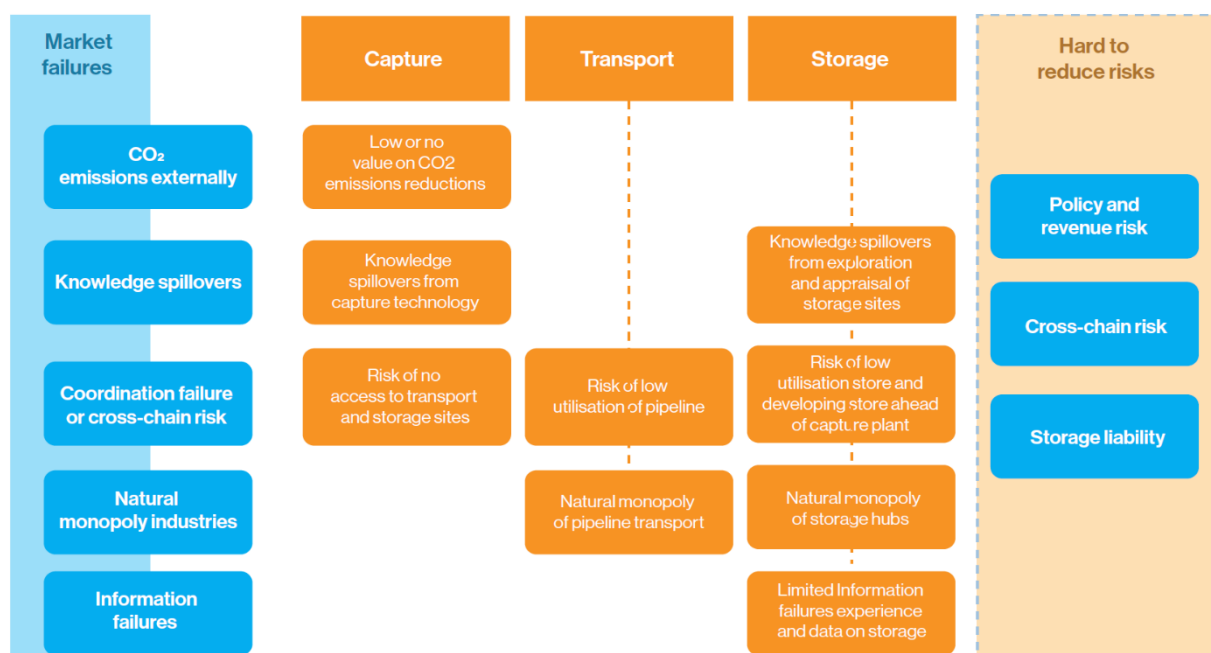 Market
failures
Capture
Transport
Storage
Hard to
reduce risks
CO₂
emissions externally
Low or no
value on CO2
emissions reductions
Policy and
revenue risk
Knowledge spillovers
Knowledge
spillovers from
capture technology
Knowledge spillovers
from exploration
and appraisal of
storage sites
Cross-chain risk
Coordination failure
or cross-chain risk
Risk of no
access to transport
and storage sites
Risk of low
utilisation of pipeline
Risk of low
utilisation store and
developing store ahead
of capture plant
Storage liability
Natural
monopoly industries
Natural monopoly
of pipeline transport
Natural monopoly
of storage hubs
Information
failures
Limited Information
failures experience
and data on storage